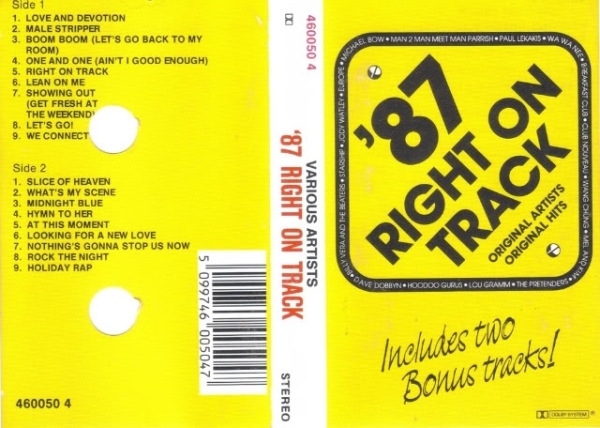 Side 1
1. LOVE AND DEVOTION
2. MALE STRIPPER
3. BOOM BOOM (LET'S GO BACK TO MY
ROOM)
4. ONE AND ONE (AIN'T I GOOD ENOUGH)
5. RIGHT ON TRACK
6. LEAN ON ME
7. SHOWING OUT
(GET FRESH AT
THE WEEKEND
8. LET'S GO!
9. WE CONNECT
Side 2
1. SLICE OF HEAVEN
2. WHAT'S MY SCENE
3. MIDNIGHT BLUE
4. HYMN TO HER
5. AT THIS MOMENT
6. LOOKING FOR A NEW LOVE
7. NOTHING'S GONNA STOP US NOW
8. ROCK THE NIGHT
9. HOLIDAY RAP
460050 4
5 099746 005047
460050 4
VARIOUS ARTISTS
'87 RIGHT ON TRACK
STEREO
MICHAEL BOW • MAN 2 MAN MEET MAN PARRISH • PAUL LEKAKIS • WA WA NEE
• BREAKFAST CLUB • CLUB NOUVEAU • WANG CHUNG • MEL AND KIM
• DAVE DOBBYN • HOODOO GURUS • LOU GRAMM • THE PRETENDERS •
BILLY VERA AND THE BEATERS • STARSHIP • JODY WATLEY • EUROPE •
'87
RIGHT ON
TRACK
ORIGINAL ARTISTS
ORIGINAL HITS
Includes two
Bonus tracks!
DOLBY SYSTEM ®